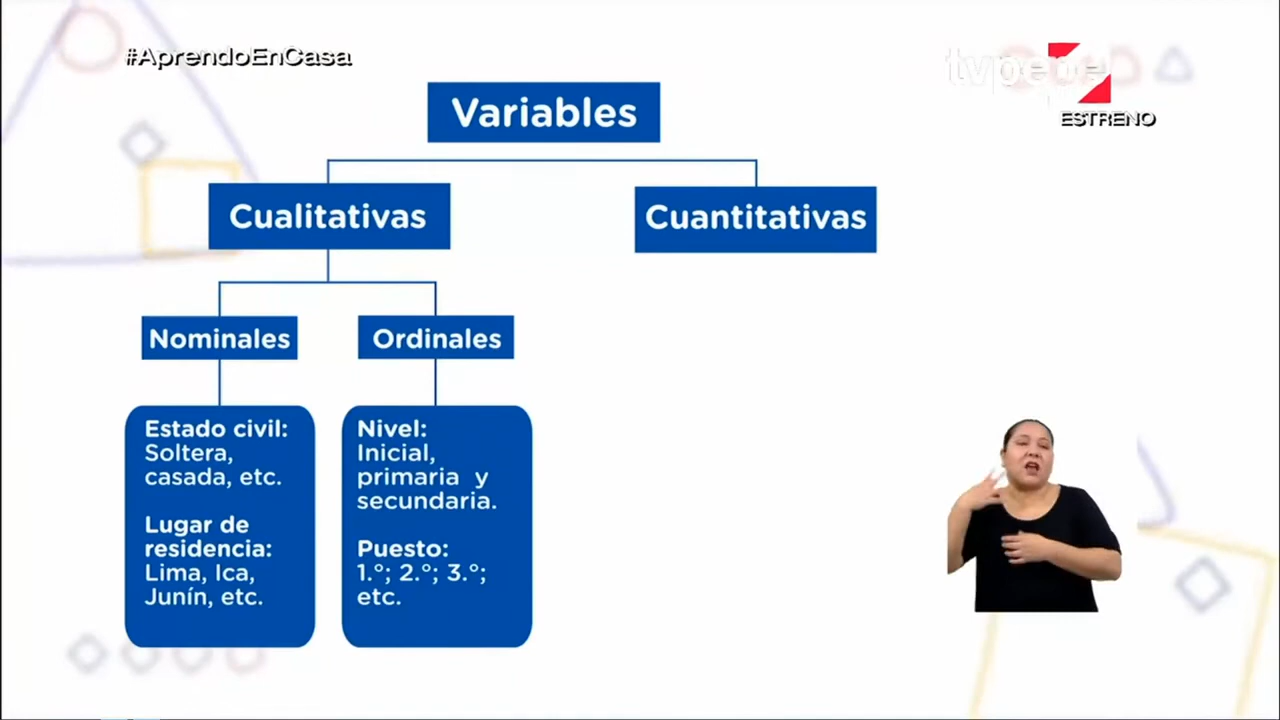 #AprendoEnCasa
tvperu
ESTRENO
Variables
Cualitativas
Cuantitativas
Nominales
Ordinales
Estado civil:
Soltera,
casada, etc.
Lugar de
residencia:
Lima, Ica,
Junín, etc.
Nivel:
Inicial,
primaria y
secundaria.
Puesto:
1.°; 2.°; 3.°;
etc.